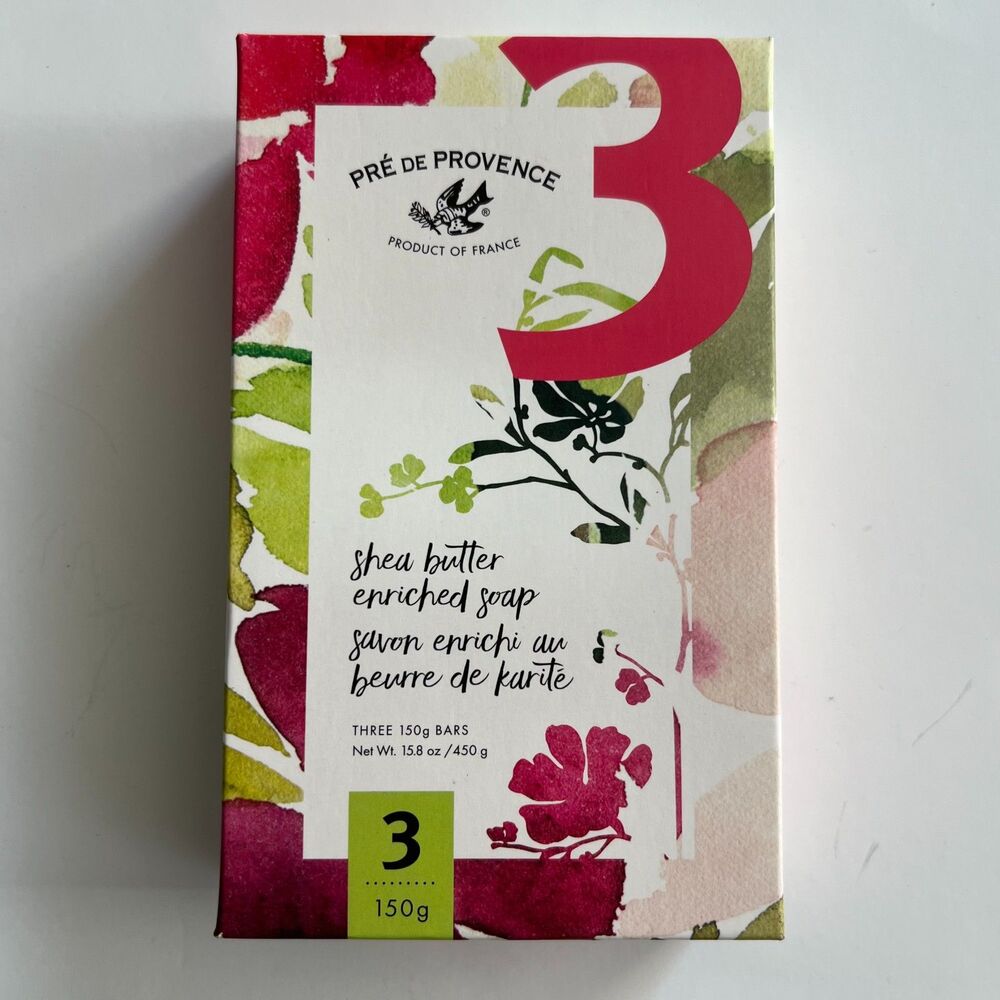 3
PRÉ DE PROVENCE
®
PRODUCT OF FRANCE
shea butter
enriched soap
savon enrichi au
beurre de karité
THREE 150g BARS
Net Wt. 15.8 oz /450 g
3
150g